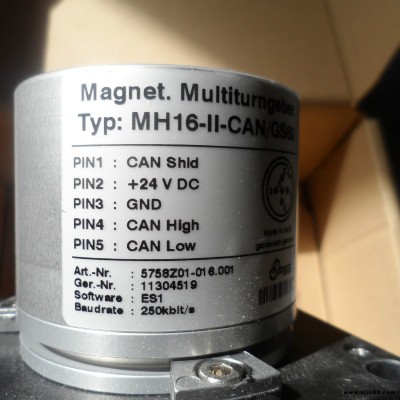 Magnet. Multiturngeber
Typ: MH16-II-CAN/GS60
PIN1 : CAN Shld
PIN2 : +24 V DC
PIN3 : GND
PIN4 : CAN High
PIN5 : CAN Low
Art.-Nr. : 5758Z01-016.001
Ger.-Nr. : 11304519
Software : ES1
Baudrate : 250kbit/s